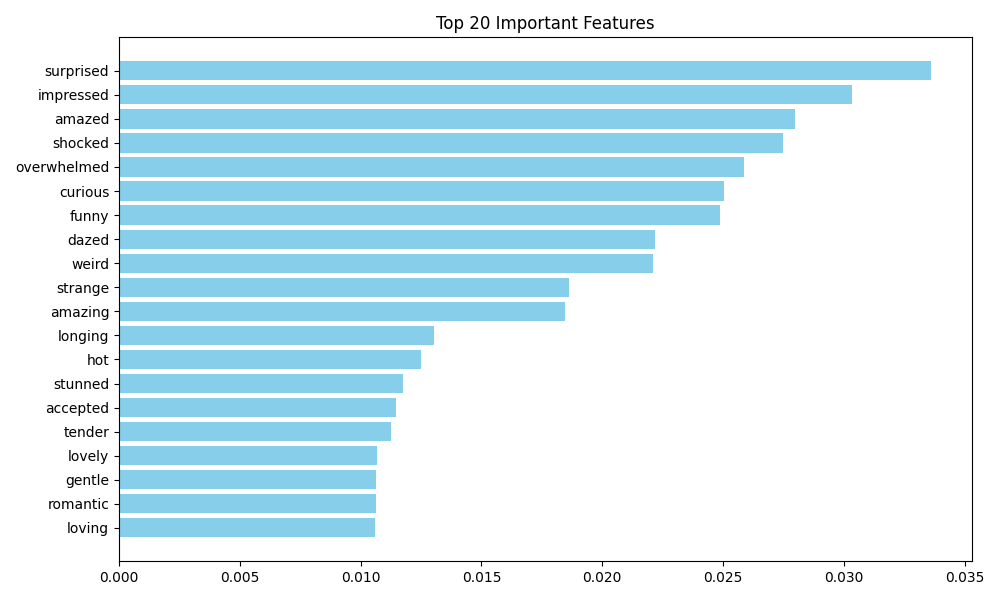 Top 20 Important Features
surprised
impressed
amazed
shocked
overwhelmed
curious
funny
dazed
weird
strange
amazing
longing
hot
stunned
accepted
tender
lovely
gentle
romantic
loving
0.000 0.005 0.010 0.015 0.020 0.025 0.030 0.035